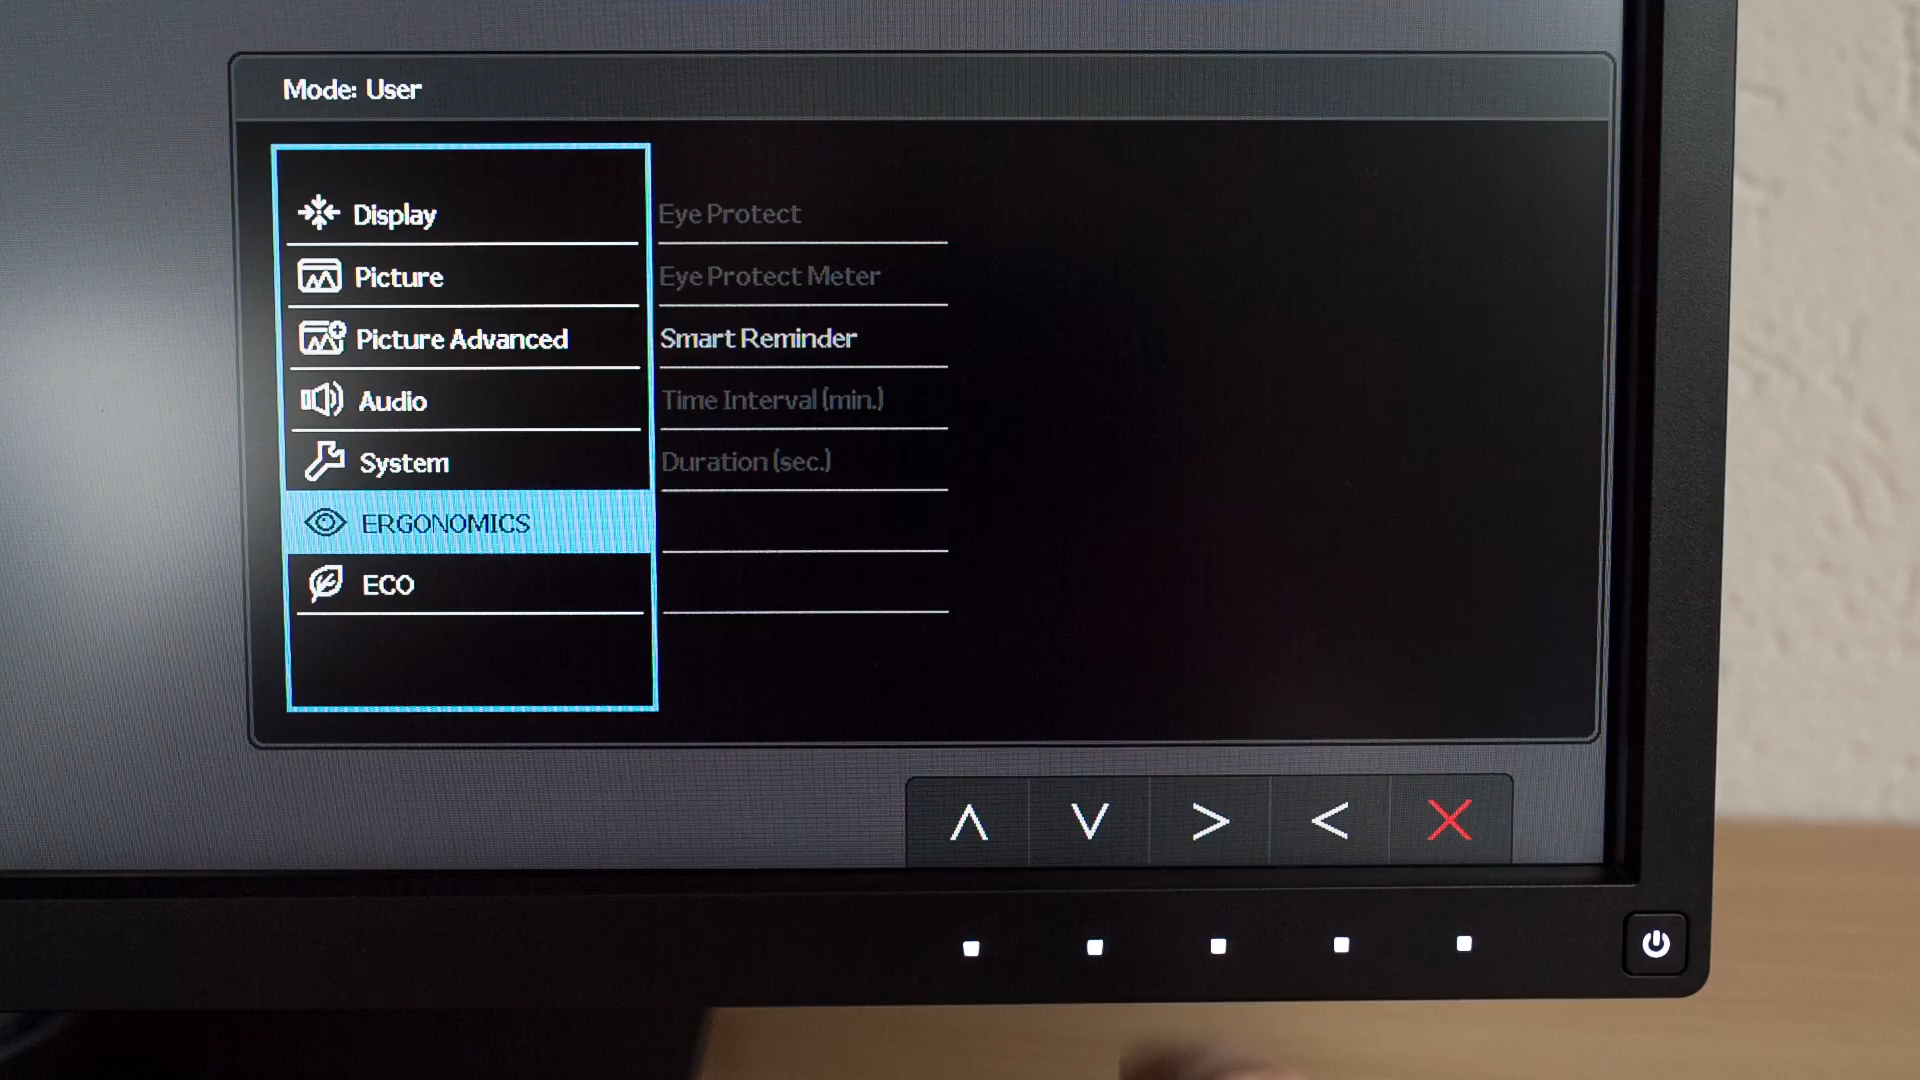 Mode: User
Display
Picture
Picture Advanced
Audio
System
ERGONOMICS
ECO
Eye Protect
Eye Protect Meter
Smart Reminder
Time Interval (min.)
Duration (sec.)